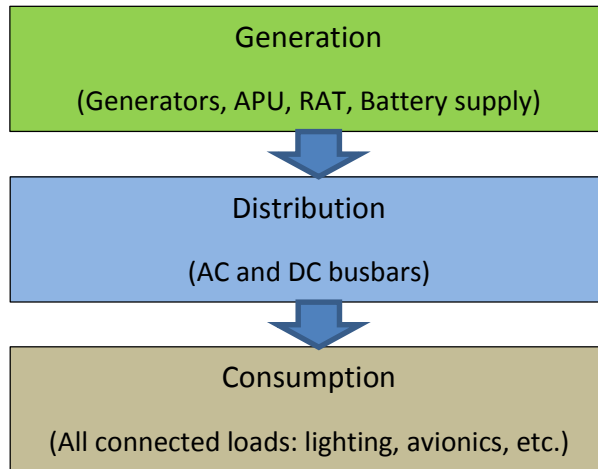 Generation
(Generators, APU, RAT, Battery supply)
Distribution
(AC and DC busbars)
Consumption
(All connected loads: lighting, avionics, etc.)